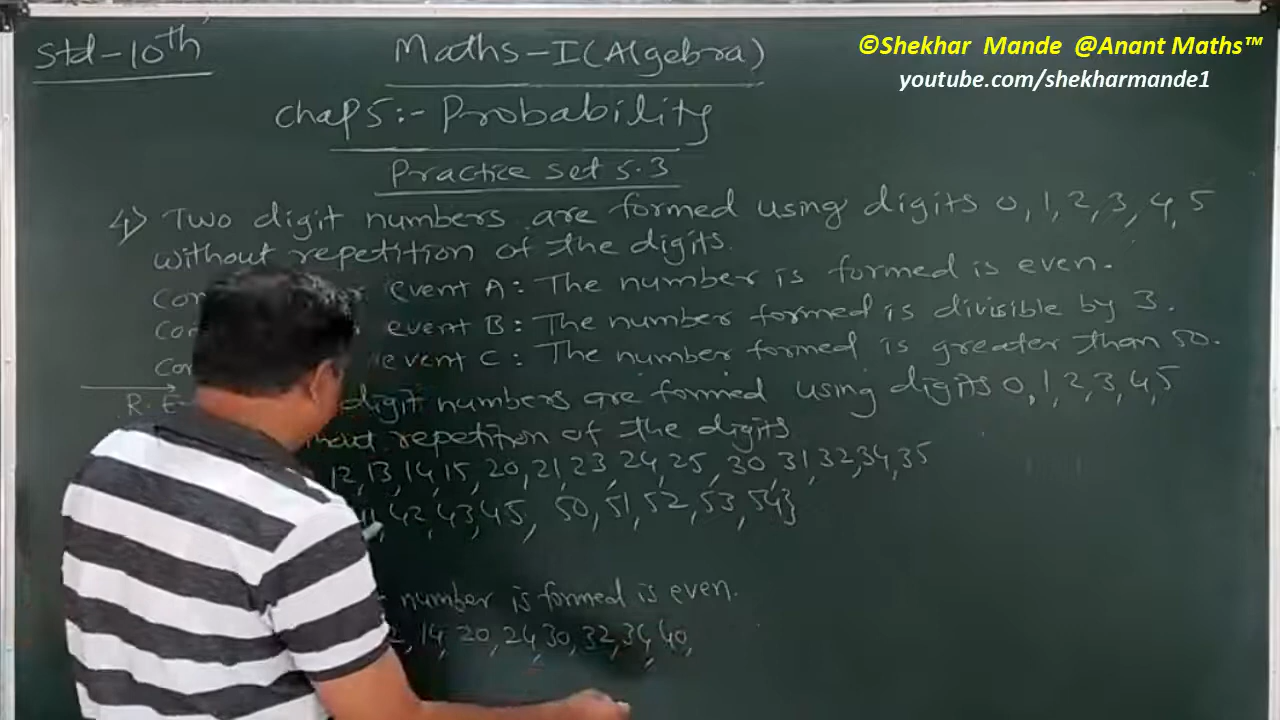 Std-10th
Maths-I(Algebra)
©Shekhar Mande @Anant Maths™
youtube.com/shekharmande1
chap5:- Probability
Practice set 5.3
4) Two digit numbers are formed using digits 0,1,2,3,4,5
without repetition of the digits.
event A: The number is formed is even.
event B: The number formed is divisible by 3.
event C: The number formed is greater than 50.
R.E digit numbers are formed using digits 0,1,2,3,4,5
repetition of the digits
12,13,14,15,20,21,23,24,25,30,31,32,34,35
42,43,45, 50,51,52,53,54}
number is formed is even.
14,20,24,30,32,34,40,